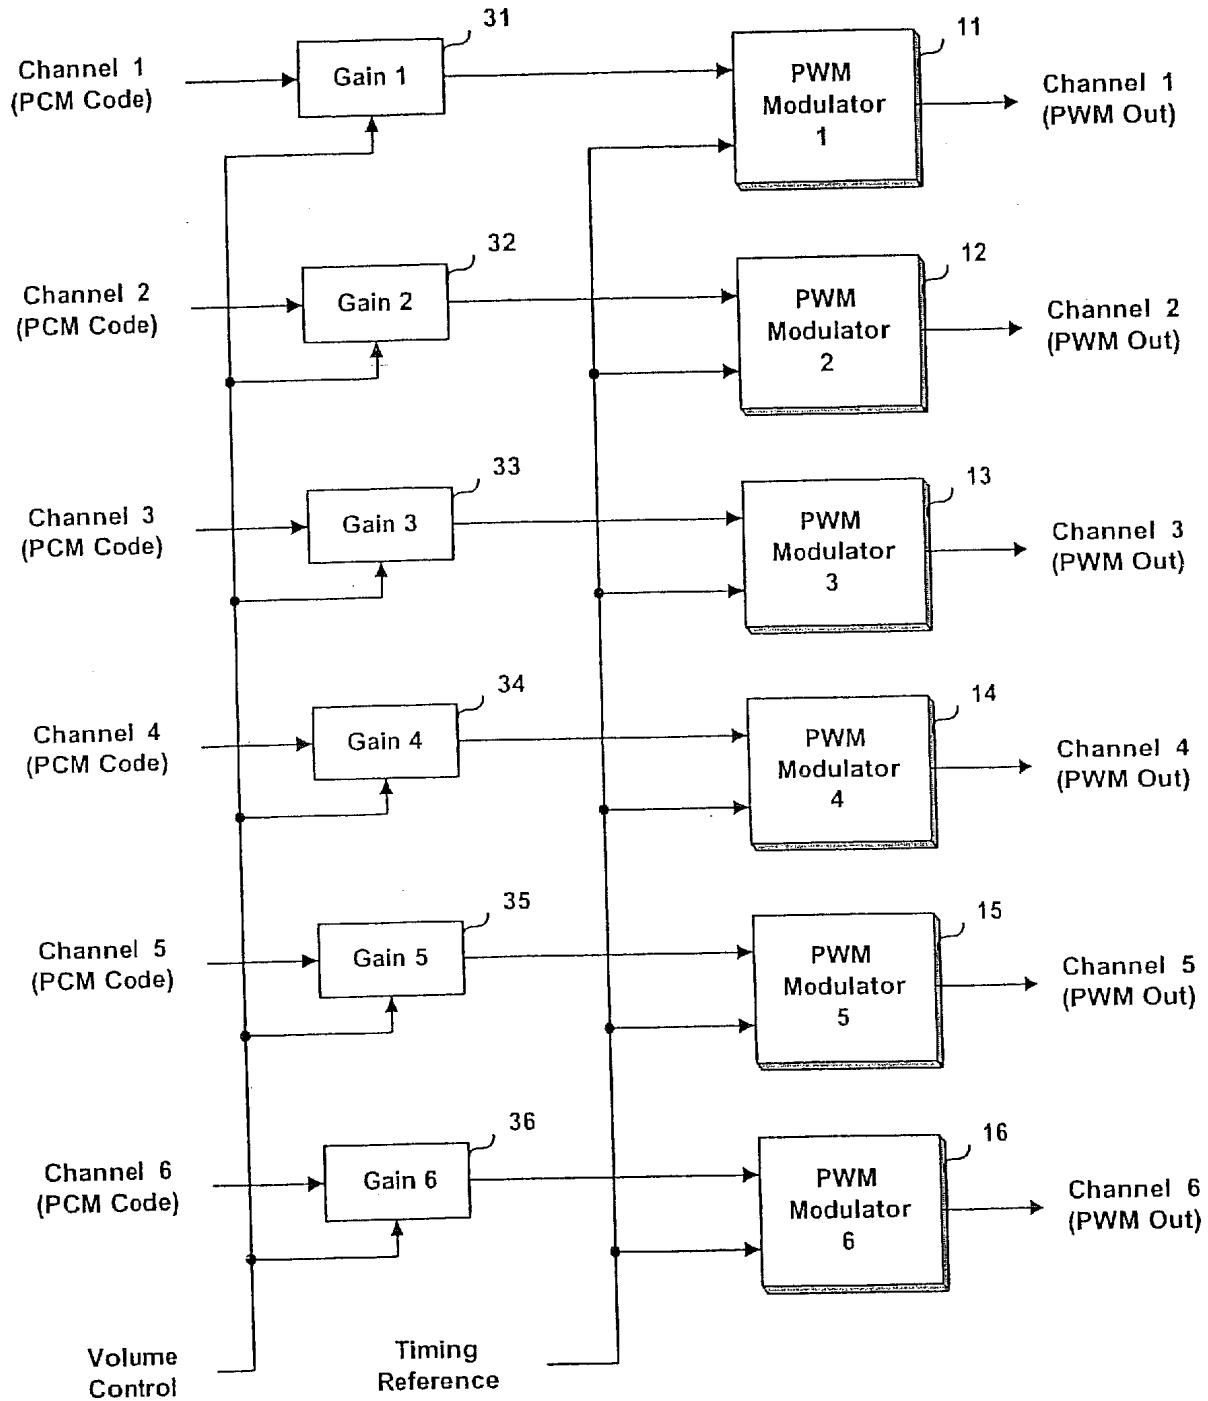 31
11
Channel 1
(PCM Code)
Gain 1
PWM
Modulator
1
Channel 1
(PWM Out)
32
12
Channel 2
(PCM Code)
Gain 2
PWM
Modulator
2
Channel 2
(PWM Out)
33
13
Channel 3
(PCM Code)
Gain 3
PWM
Modulator
3
Channel 3
(PWM Out)
34
14
Channel 4
(PCM Code)
Gain 4
PWM
Modulator
4
Channel 4
(PWM Out)
35
15
Channel 5
(PCM Code)
Gain 5
PWM
Modulator
5
Channel 5
(PWM Out)
36
16
Channel 6
(PCM Code)
Gain 6
PWM
Modulator
6
Channel 6
(PWM Out)
Volume
Control
Timing
Reference